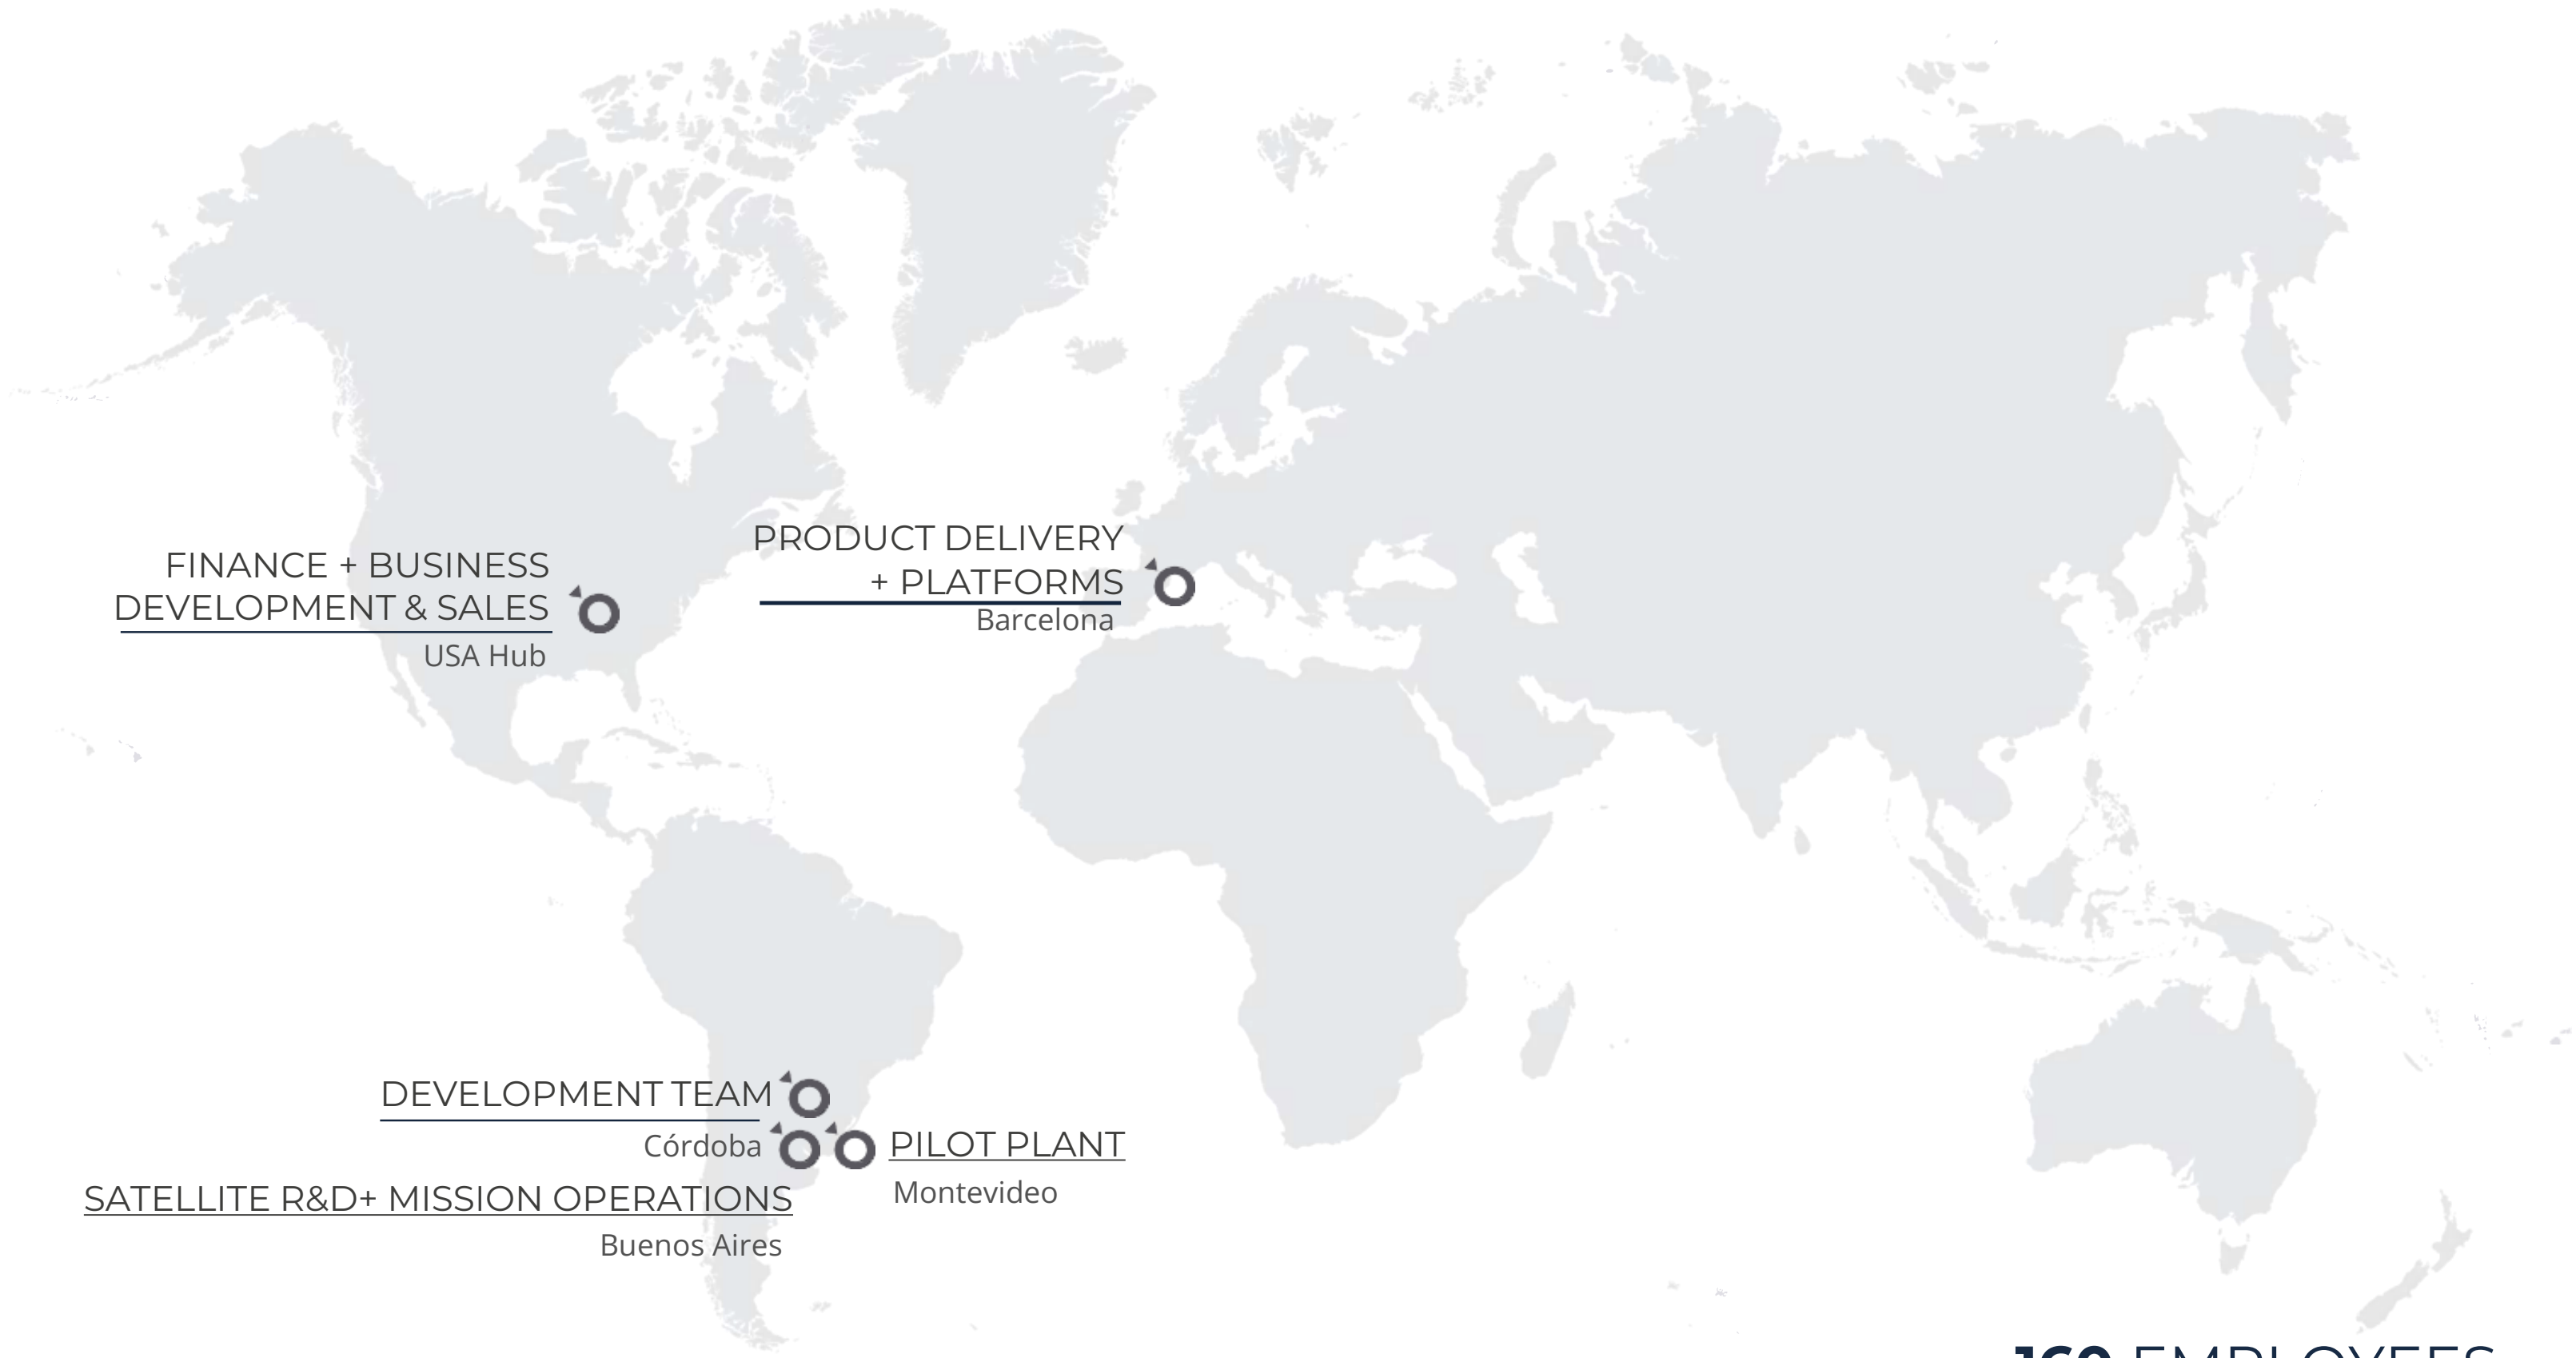 PRODUCT DELIVERY
+ PLATFORMS
Barcelona
FINANCE + BUSINESS
DEVELOPMENT & SALES
USA Hub
DEVELOPMENT TEAM
Córdoba
PILOT PLANT
Montevideo
SATELLITE R&D+ MISSION OPERATIONS
Buenos Aires
EMPLOYEES